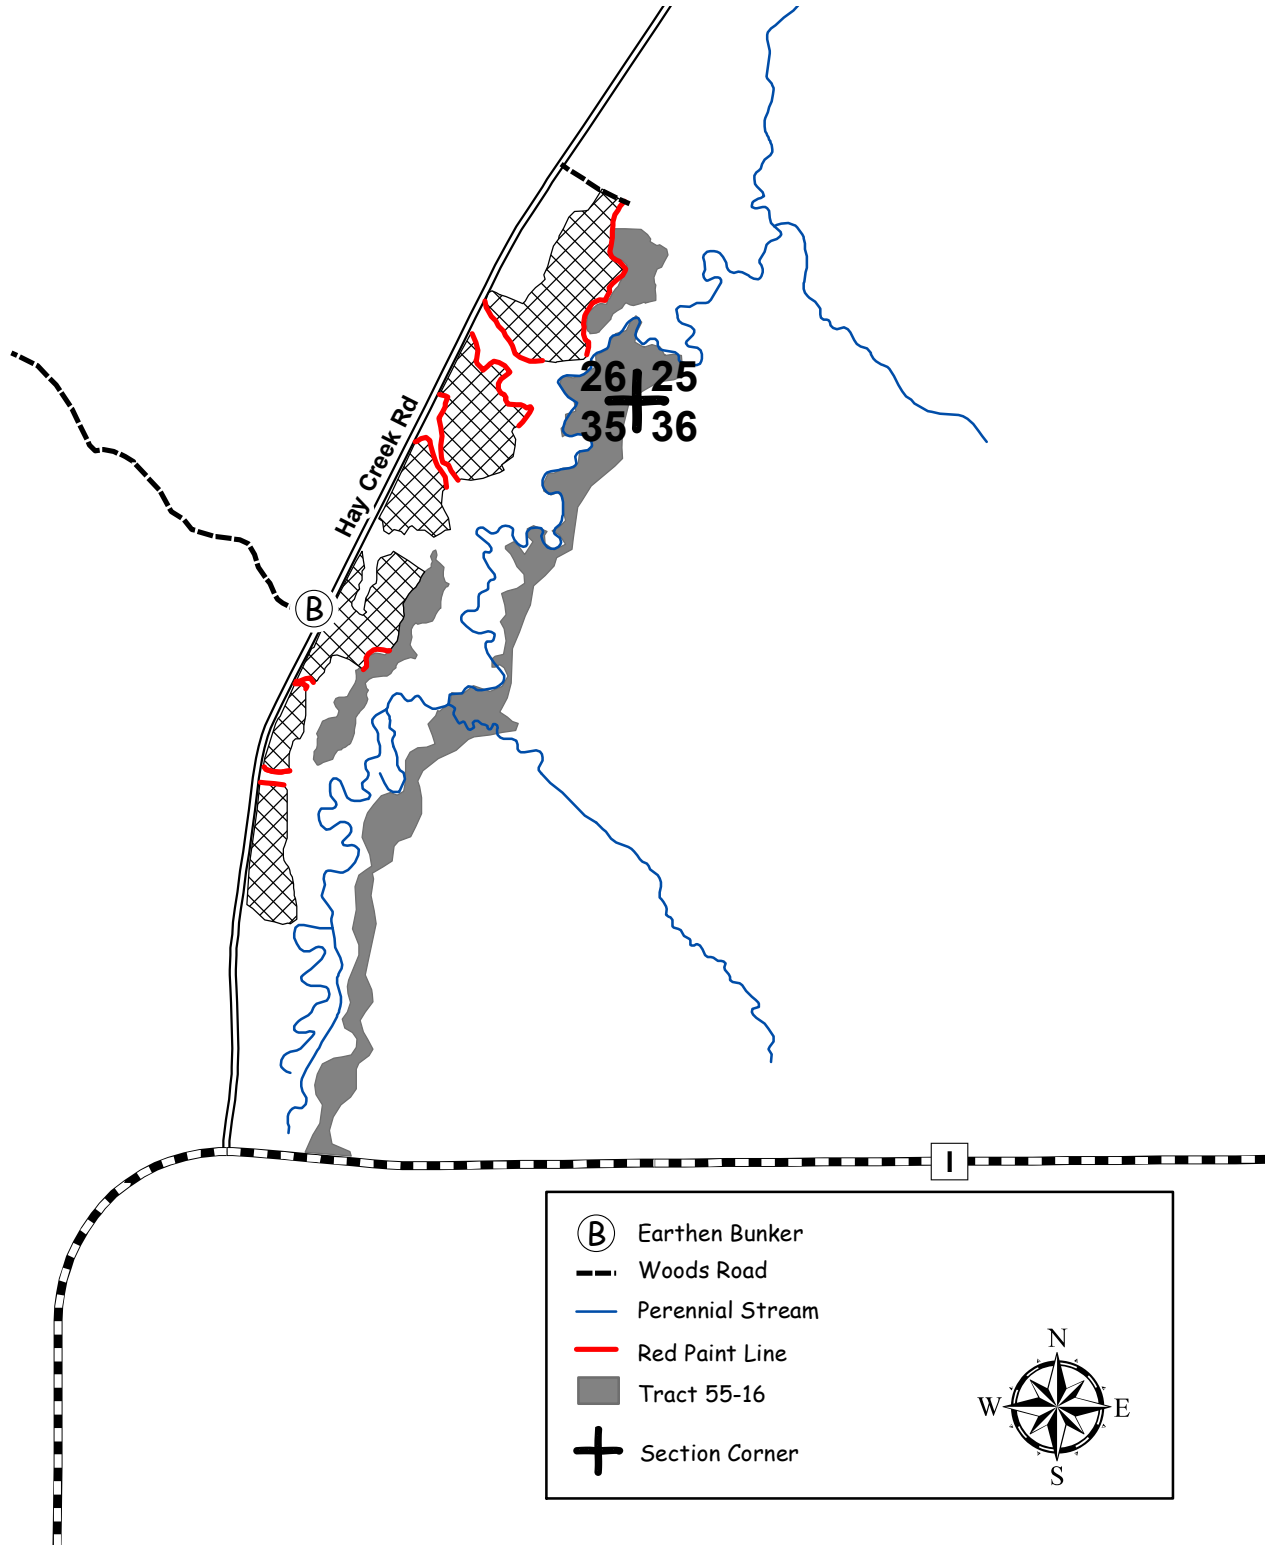 26 25
35 36
Hay Creek Rd
B
I
B Earthen Bunker
Woods Road
Perennial Stream
Red Paint Line
Tract 55-16
Section Corner
N
W E
S